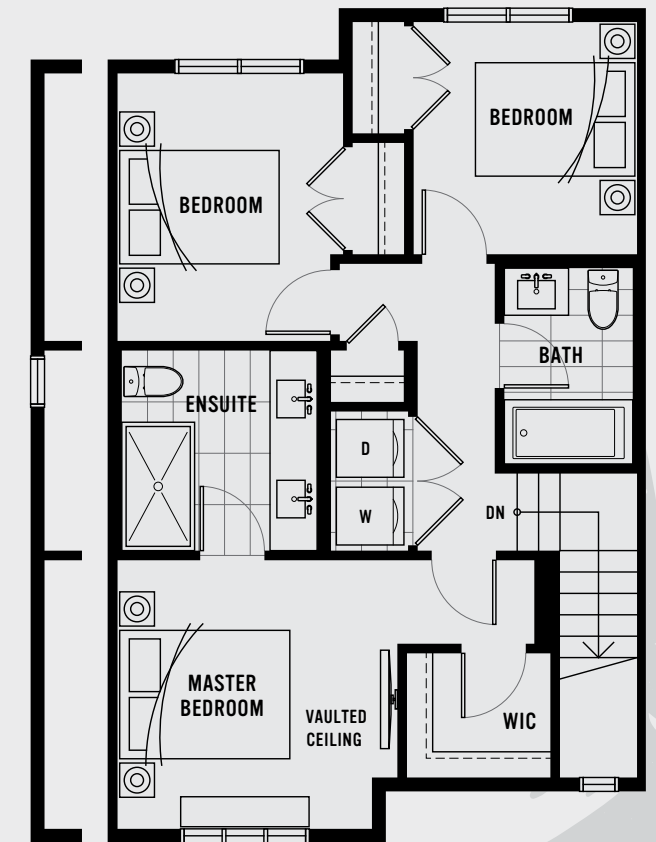 BEDROOM
BEDROOM
BATH
ENSUITE
D
W
DN
MASTER
BEDROOM
VAULTED
CEILING
WIC